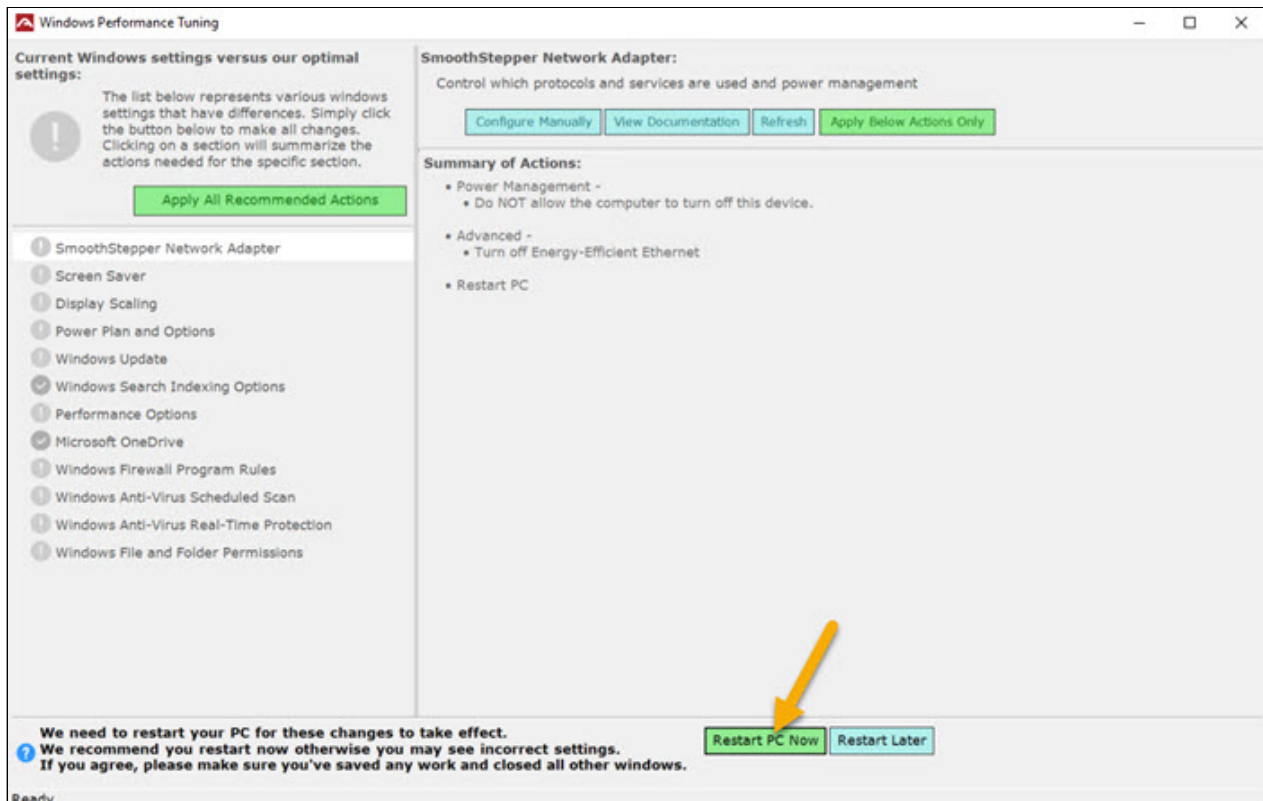 Windows Performance Tuning
Current Windows settings versus our optimal
settings:
The list below represents various windows
settings that have differences. Simply click
the button below to make all changes.
Clicking on a section will summarize the
actions needed for the specific section.
Apply All Recommended Actions
SmoothStepper Network Adapter
Screen Saver
Display Scaling
Power Plan and Options
Windows Update
Windows Search Indexing Options
Performance Options
Microsoft OneDrive
Windows Firewall Program Rules
Windows Anti-Virus Scheduled Scan
Windows Anti-Virus Real-Time Protection
Windows File and Folder Permissions
SmoothStepper Network Adapter:
Control which protocols and services are used and power management
Configure Manually View Documentation Refresh Apply Below Actions Only
Summary of Actions:
• Power Management -
• Do NOT allow the computer to turn off this device.
• Advanced -
• Turn off Energy-Efficient Ethernet
• Restart PC
We need to restart your PC for these changes to take effect.
We recommend you restart now otherwise you may see incorrect settings.
If you agree, please make sure you've saved any work and closed all other windows.
Restart PC Now Restart Later
Ready